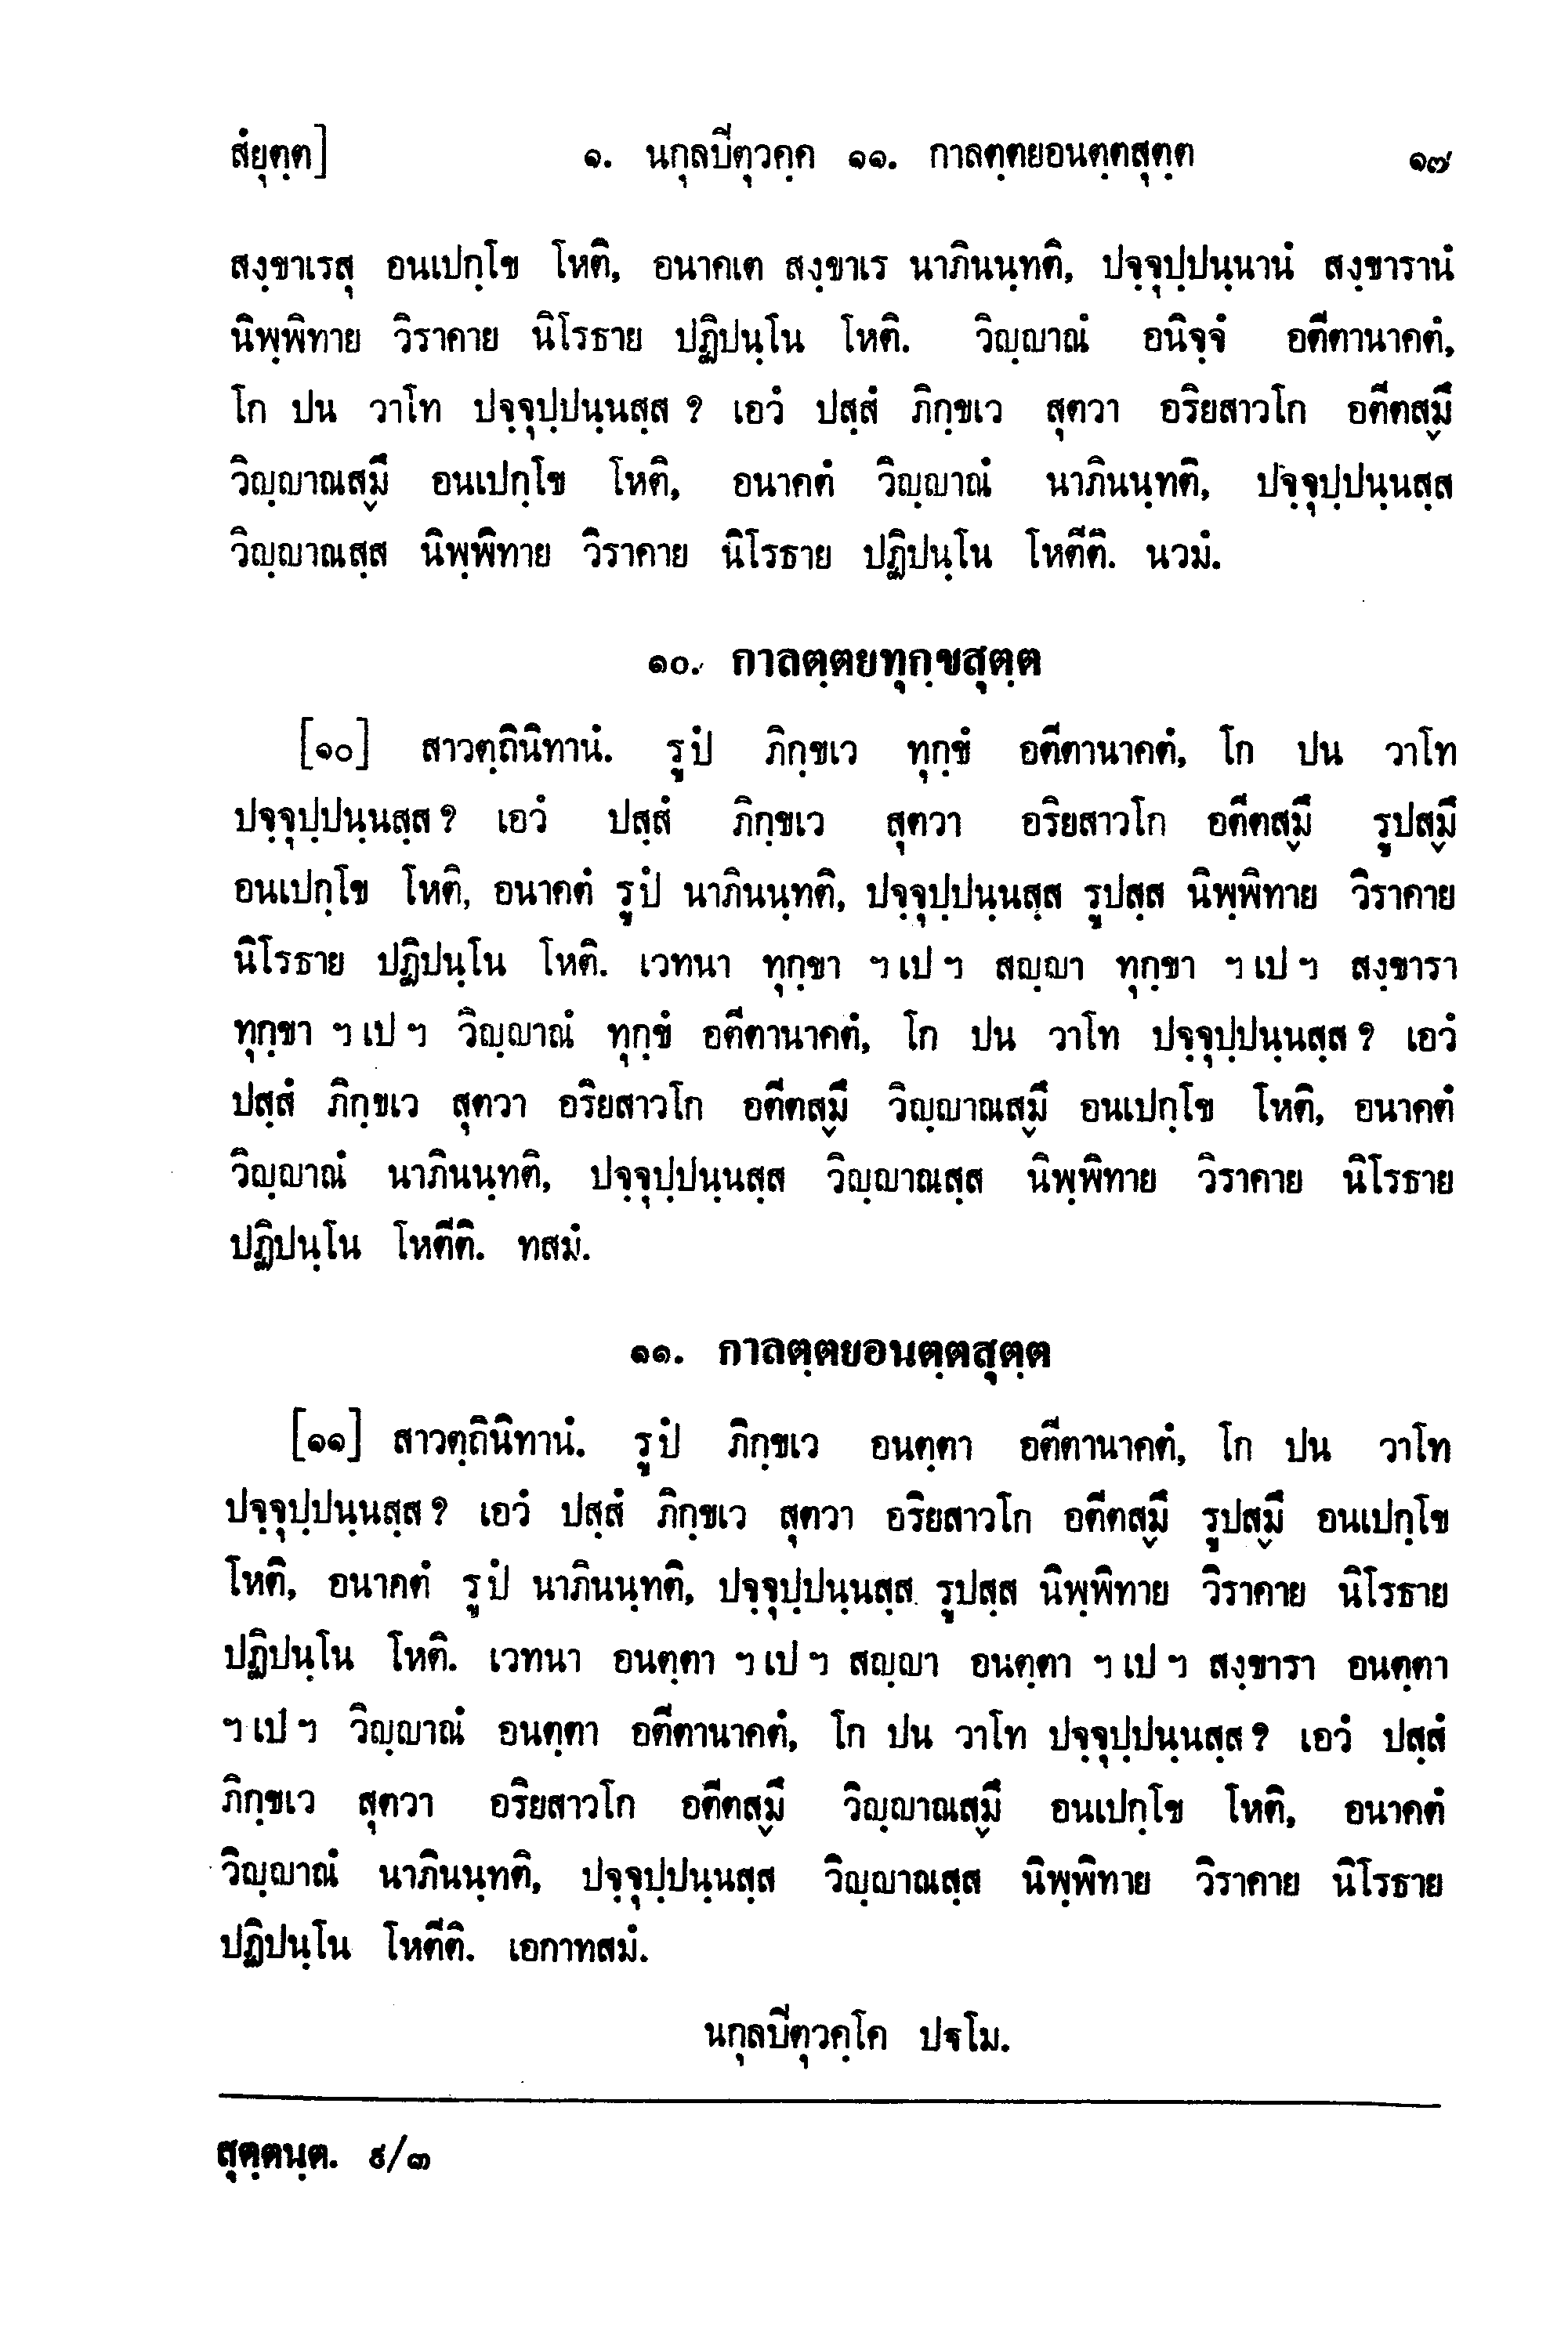 สํยุตฺต]	๑. นกุลปีตุวคฺค ๑๑. กาลตฺตยอนตฺตสุตฺต	๑๗
สงฺขาเรสุ อนเปกฺโข โหติ, อนาคเต สงฺขาเร นาภินนฺทติ, ปจฺจุปฺปนฺนานํ สงฺขารานํ
นิพฺพิทาย วิราคาย นิโรธาย ปฏิปนฺโน โหติ. วิญฺญาณํ อนิจฺจํ อตีตานาคตํ,
โก ปน วาโท ปจฺจุปฺปนฺนสฺส ? เอวํ ปสฺสํ ภิกฺขเว สุตวา อริยสาวโก อตีตสฺมึ
วิญฺญาณสฺมึ อนเปกฺโข โหติ, อนาคตํ วิญฺญาณํ นาภินนฺทติ, ปจฺจุปฺปนฺนสฺส
วิญฺญาณสฺส นิพฺพิทาย วิราคาย นิโรธาย ปฏิปนฺโน โหตีติ. นวมํ.
๑๐. กาลตฺตยทุกฺขสุตฺต
[๑๐] สาวตฺถินิทานํ. รูปํ ภิกฺขเว ทุกฺขํ อตีตานาคตํ, โก ปน วาโท
ปจฺจุปฺปนฺนสฺส ? เอวํ ปสฺสํ ภิกฺขเว สุตวา อริยสาวโก อตีตสฺมึ รูปสฺมึ
อนเปกฺโข โหติ, อนาคตํ รูปํ นาภินนฺทติ, ปจฺจุปฺปนฺนสฺส รูปสฺส นิพฺพิทาย วิราคาย
นิโรธาย ปฏิปนฺโน โหติ. เวทนา ทุกฺขา ฯ เป ฯ สญฺญา ทุกฺขา ฯ เป ฯ สงฺขารา
ทุกฺขา ฯ เป ฯ วิญฺญาณํ ทุกฺขํ อตีตานาคตํ, โก ปน วาโท ปจฺจุปฺปนฺนสฺส ? เอวํ
ปสฺสํ ภิกฺขเว สุตวา อริยสาวโก อตีตสฺมึ วิญฺญาณสฺมึ อนเปกฺโข โหติ, อนาคตํ
วิญฺญาณํ นาภินนฺทติ, ปจฺจุปฺปนฺนสฺส วิญฺญาณสฺส นิพฺพิทาย วิราคาย นิโรธาย
ปฏิปนฺโน โหตีติ. ทสมํ.
๑๑. กาลตฺตยอนตฺตสุตฺต
[๑๑] สาวตฺถินิทานํ. รูปํ ภิกฺขเว อนตฺตา อตีตานาคตํ, โก ปน วาโท
ปจฺจุปฺปนฺนสฺส ? เอวํ ปสฺสํ ภิกฺขเว สุตวา อริยสาวโก อตีตสฺมึ รูปสฺมึ อนเปกฺโข
โหติ, อนาคตํ รูปํ นาภินนฺทติ, ปจฺจุปฺปนฺนสฺส รูปสฺส นิพฺพิทาย วิราคาย นิโรธาย
ปฏิปนฺโน โหติ. เวทนา อนตฺตา ฯ เป ฯ สญฺญา อนตฺตา ฯ เป ฯ สงฺขารา อนตฺตา
ฯ เป ฯ วิญฺญาณํ อนตฺตา อตีตานาคตํ, โก ปน วาโท ปจฺจุปฺปนฺนสฺส ? เอวํ ปสฺสํ
ภิกฺขเว สุตวา อริยสาวโก อตีตสฺมึ วิญฺญาณสฺมึ อนเปกฺโข โหติ, อนาคตํ
วิญฺญาณํ นาภินนฺทติ, ปจฺจุปฺปนฺนสฺส วิญฺญาณสฺส นิพฺพิทาย วิราคาย นิโรธาย
ปฏิปนฺโน โหตีติ. เอกาทสมํ.
นกุลปีตุวคฺโค ปฐโม.
สุตฺตนฺต. ๙/๓